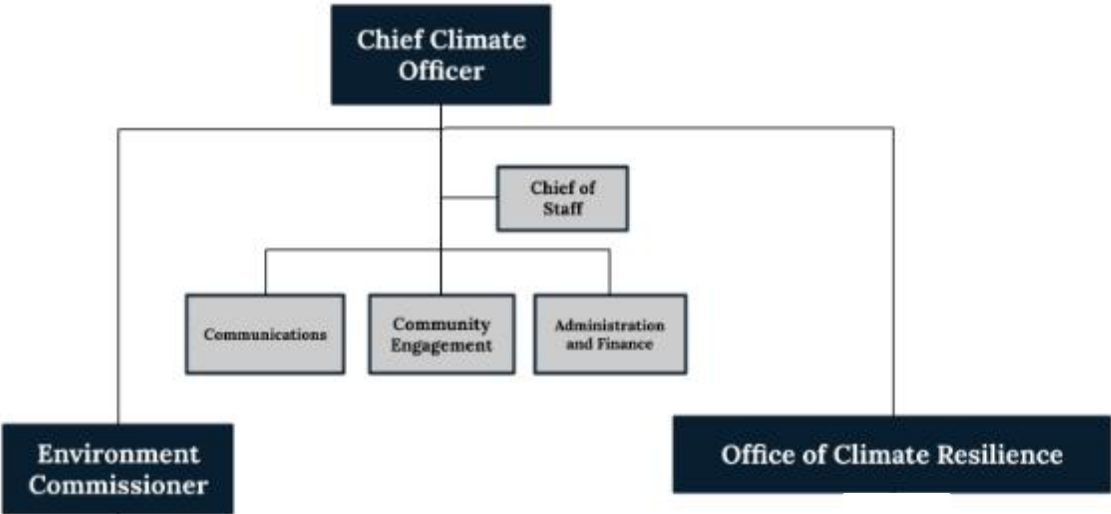 Chief Climate
Officer
Chief of
Staff
Communications
Community
Engagement
Administration
and Finance
Environment
Commissioner
Office of Climate Resilience